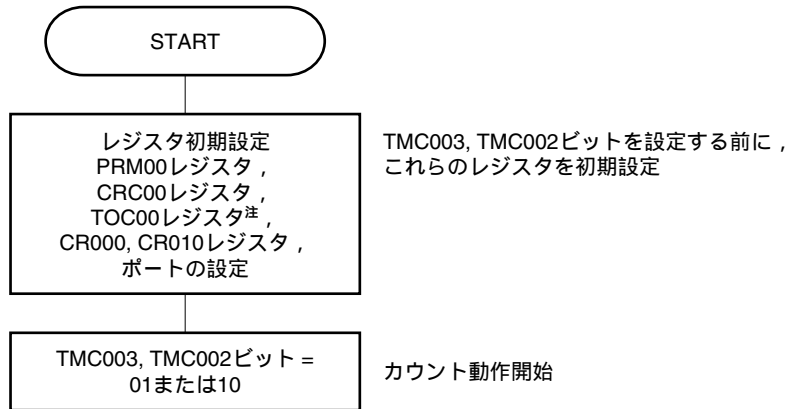 START
レジスタ初期設定
PRM00レジスタ，
CRC00レジスタ，
TOC00レジスタ注，
CR000, CR010レジスタ，
ポートの設定
TMC003, TMC002ビットを設定する前に，
これらのレジスタを初期設定
TMC003, TMC002ビット =
01または10
カウント動作開始